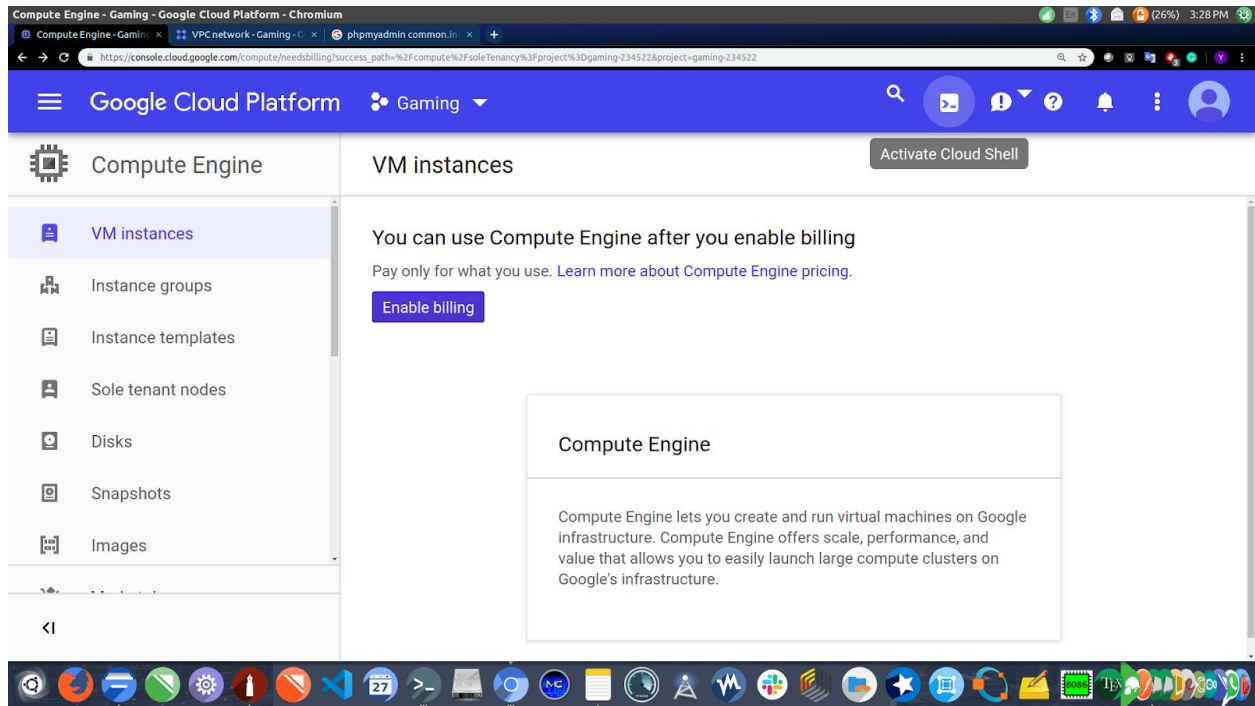 Compute Engine - Gaming - Google Cloud Platform - Chromium
En
(26%) 3:28 PM
Compute Engine - Gaming
VPC network - Gaming - G
phpmyadmin common.inc
https://console.cloud.google.com/compute/needsbilling?success_path=%2Fcompute%2FsoleTenancy%3Fproject%3Dgaming-234522&project=gaming-234522
Google Cloud Platform
Gaming
Activate Cloud Shell
Compute Engine
VM instances
VM instances
Instance groups
Instance templates
Sole tenant nodes
Disks
Snapshots
Images
You can use Compute Engine after you enable billing
Pay only for what you use. Learn more about Compute Engine pricing.
Enable billing
Compute Engine
Compute Engine lets you create and run virtual machines on Google
infrastructure. Compute Engine offers scale, performance, and
value that allows you to easily launch large compute clusters on
Google's infrastructure.
27
MC
8086